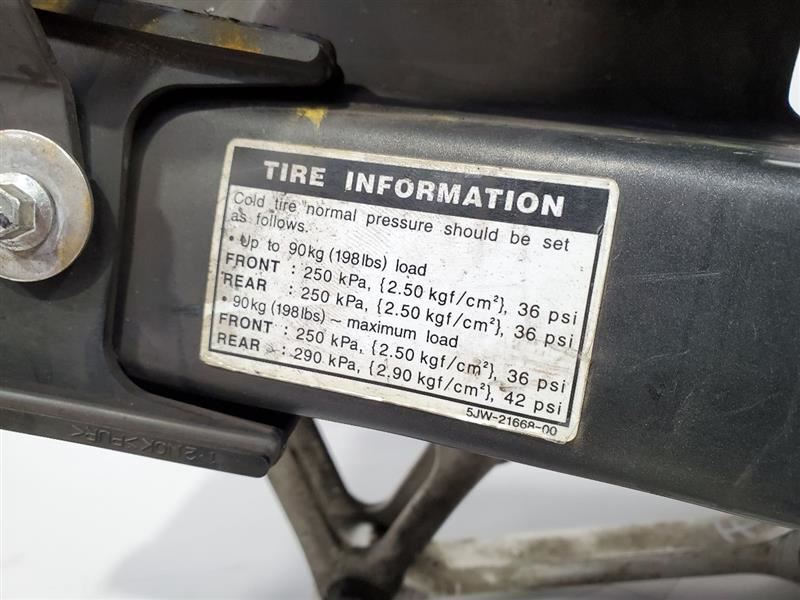 TIRE INFORMATION
Cold tire normal pressure should be set
as follows.
• Up to 90kg (198lbs) load
FRONT : 250 kPa, {2.50 kgf/cm², 36 psi
REAR : 250 kPa, {2.50 kgf/cm²}, 36 psi
• 90kg (198lbs) – maximum load
FRONT : 250 kPa, {2.50 kgf/cm²}, 36 psi
REAR : 290 kPa, {2.90 kgf/cm²}, 42 psi
5JW-21668-00
>PUR<